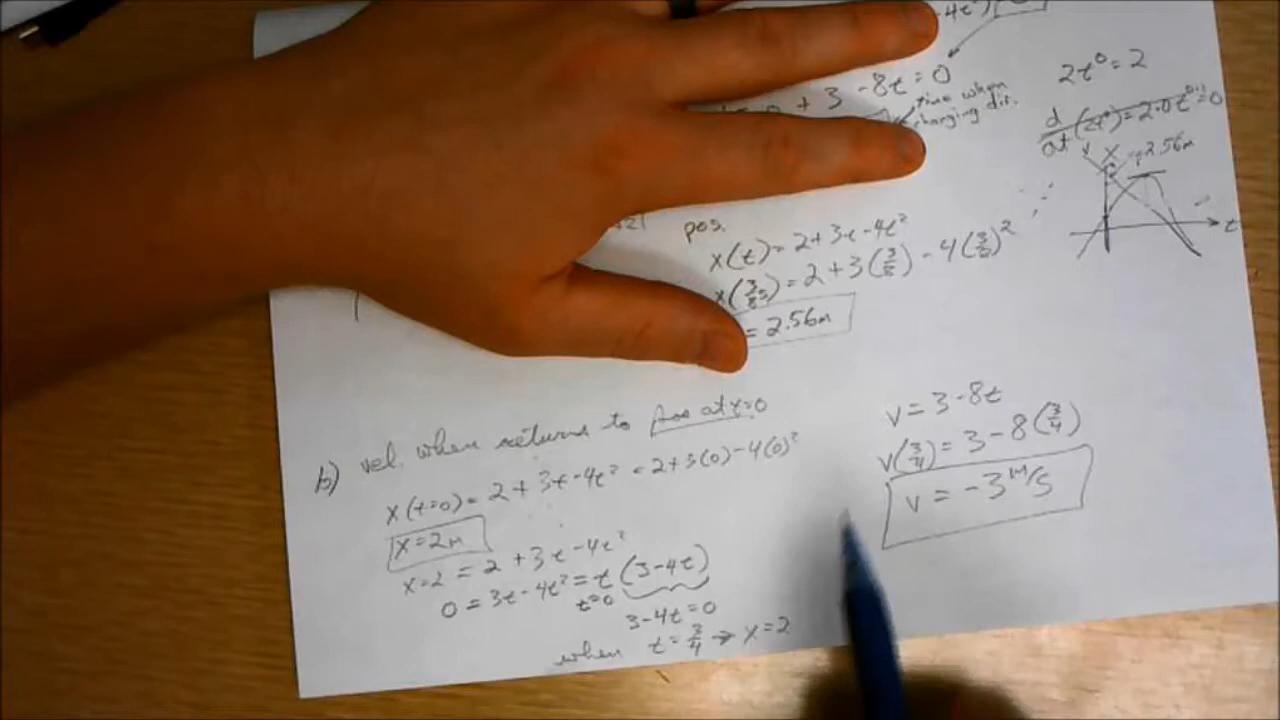 + 3 - 8t = 0
time when
changing dir.
2t⁰ = 2
d/dt (2t⁰) = 2·0 t⁰⁻¹ = 0
v x 2.56m
t
pos.
x(t) = 2 + 3t - 4t²
x(3/8 s) = 2 + 3(3/8) - 4(3/8)²
= 2.56m
b) vel. when returns to pos at t=0
x(t=0) = 2 + 3t - 4t² = 2 + 3(0) - 4(0)²
x = 2m
x = 2 = 2 + 3t - 4t²
0 = 3t - 4t² = t (3 - 4t)
t=0
3 - 4t = 0
when t = 3/4 → x = 2
v = 3 - 8t
v(3/4) = 3 - 8(3/4)
v = -3 m/s